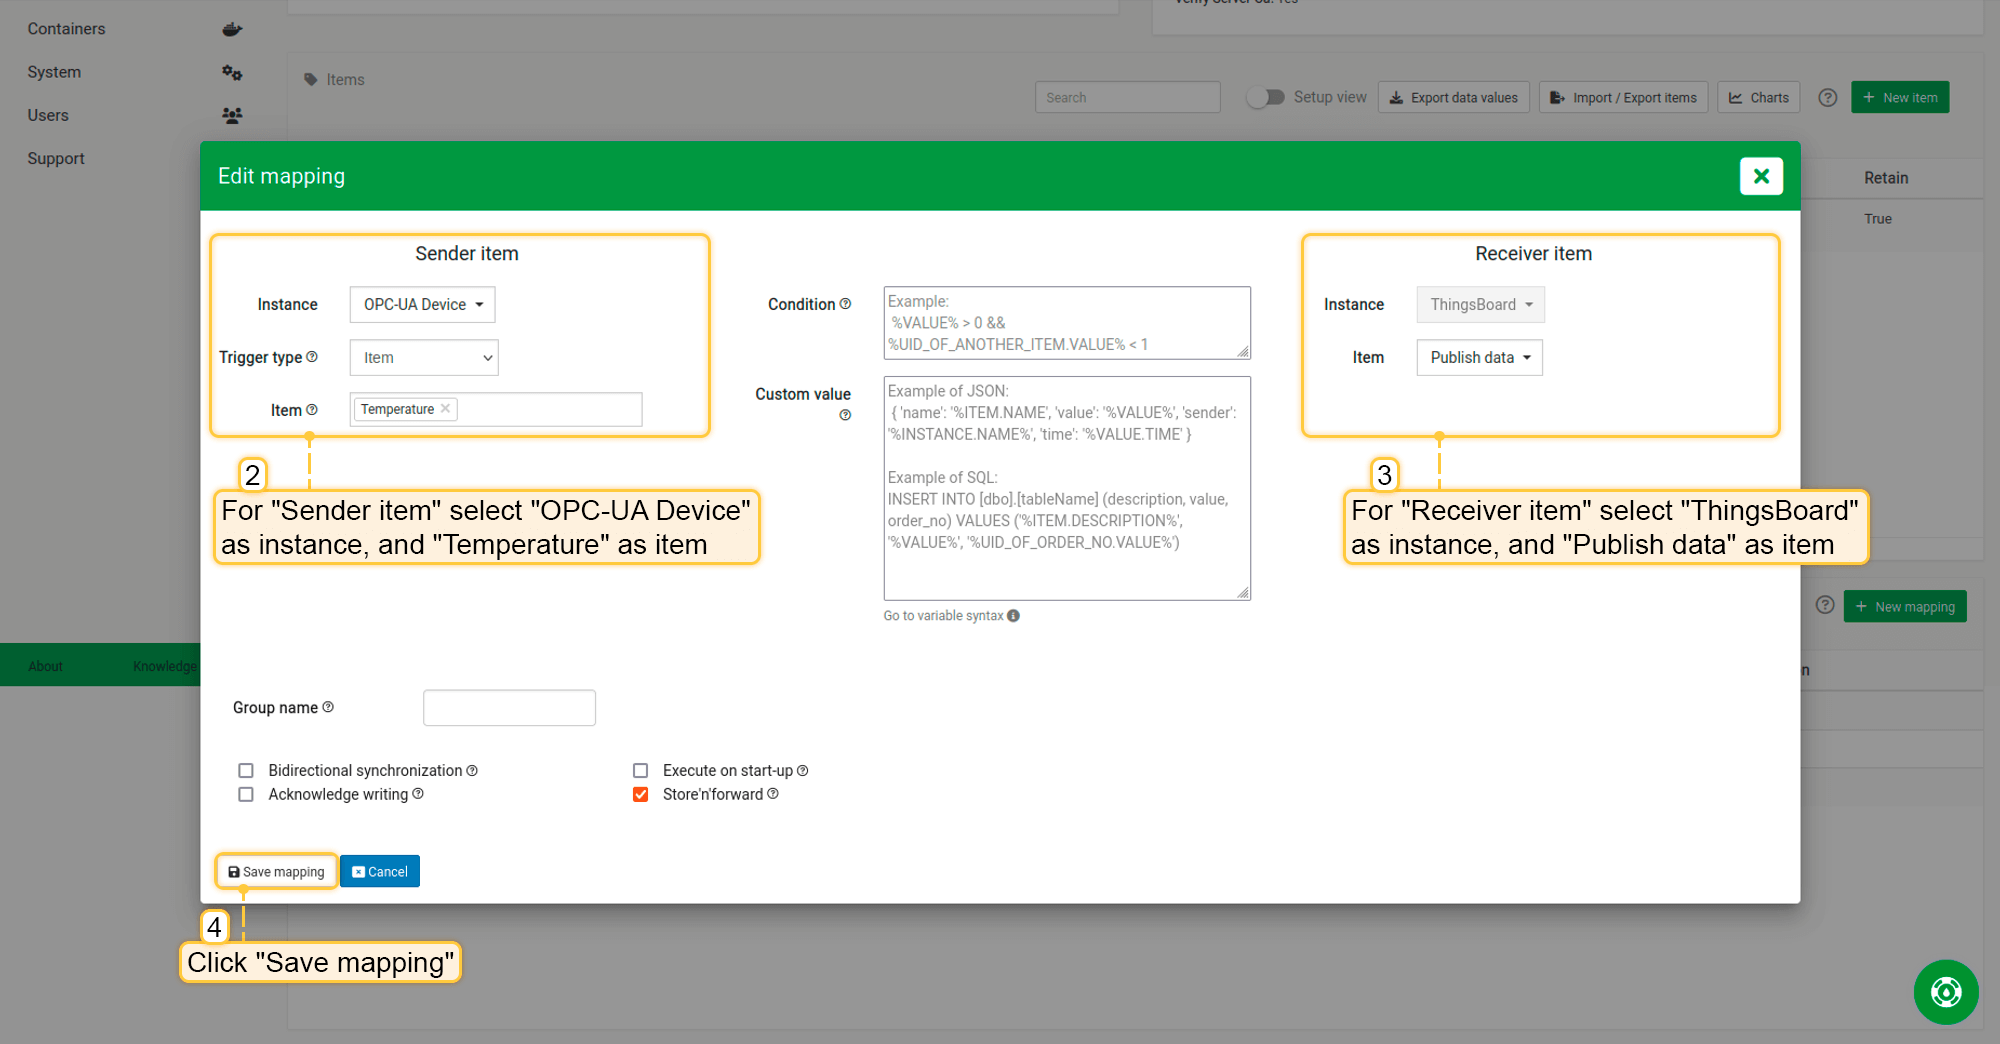 Containers
Verify Server Ca: Yes
System
Items
Search
Setup view
Export data values
Import / Export items
Charts
+ New item
Users
Support
Edit mapping
Retain
True
Sender item
Instance
OPC-UA Device
Trigger type
Item
Item
Temperature
Condition
Example:
%VALUE% > 0 &&
%UID_OF_ANOTHER_ITEM.VALUE% < 1
Custom value
Example of JSON:
{ 'name': '%ITEM.NAME', 'value': '%VALUE%', 'sender':
'%INSTANCE.NAME%', 'time': '%VALUE.TIME' }
Example of SQL:
INSERT INTO [dbo].[tableName] (description, value,
order_no) VALUES ('%ITEM.DESCRIPTION%',
'%VALUE%', '%UID_OF_ORDER_NO.VALUE%')
Go to variable syntax
Receiver item
Instance
ThingsBoard
Item
Publish data
2
For "Sender item" select "OPC-UA Device"
as instance, and "Temperature" as item
3
For "Receiver item" select "ThingsBoard"
as instance, and "Publish data" as item
+ New mapping
About
Knowledge
Group name
Bidirectional synchronization
Acknowledge writing
Execute on start-up
Store'n'forward
Save mapping
Cancel
4
Click "Save mapping"